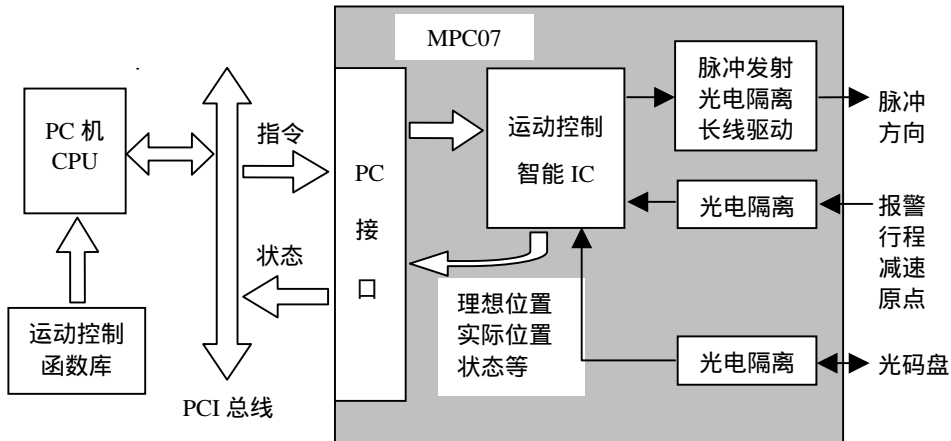 MPC07
PC 机
CPU
运动控制
函数库
指令
状态
PCI 总线
PC
接
口
运动控制
智能 IC
理想位置
实际位置
状态等
脉冲发射
光电隔离
长线驱动
光电隔离
光电隔离
脉冲
方向
报警
行程
减速
原点
光码盘